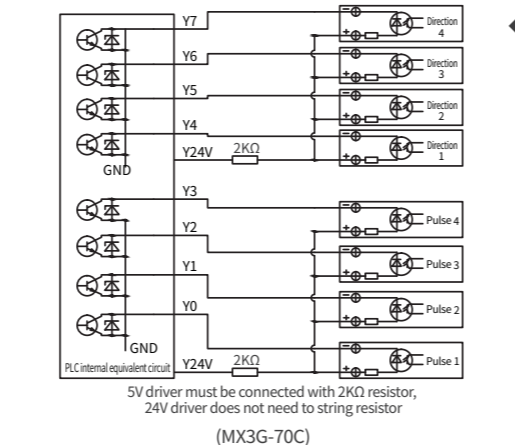 Y7
Direction
4
Y6
Direction
3
Y5
Direction
2
Y4
Direction
1
Y24V 2KΩ
GND
Y3
Pulse 4
Y2
Pulse 3
Y1
Pulse 2
Y0
GND
Pulse 1
PLC internal equivalent circuit
Y24V 2KΩ
5V driver must be connected with 2KΩ resistor,
24V driver does not need to string resistor
(MX3G-70C)